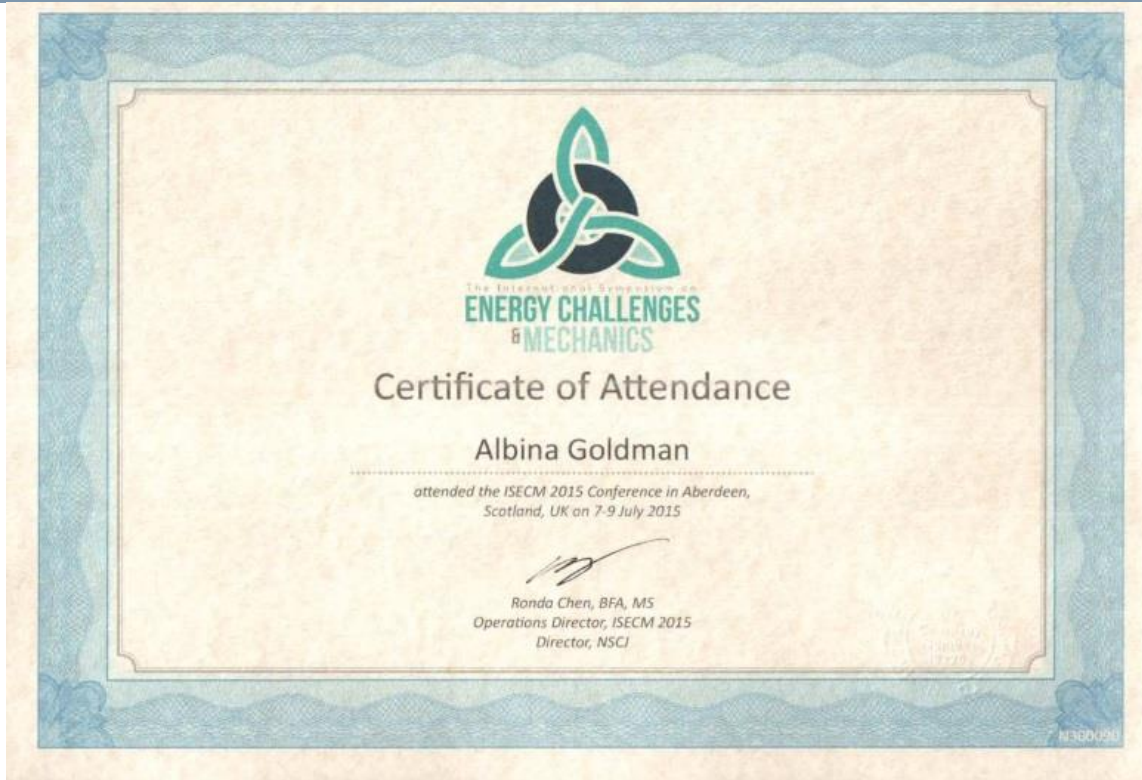 The International Symposium on
ENERGY CHALLENGES
& MECHANICS
Certificate of Attendance
Albina Goldman
attended the ISECM 2015 Conference in Aberdeen,
Scotland, UK on 7-9 July 2015
Ronda Chen, BFA, MS
Operations Director, ISECM 2015
Director, NSCJ
N300090